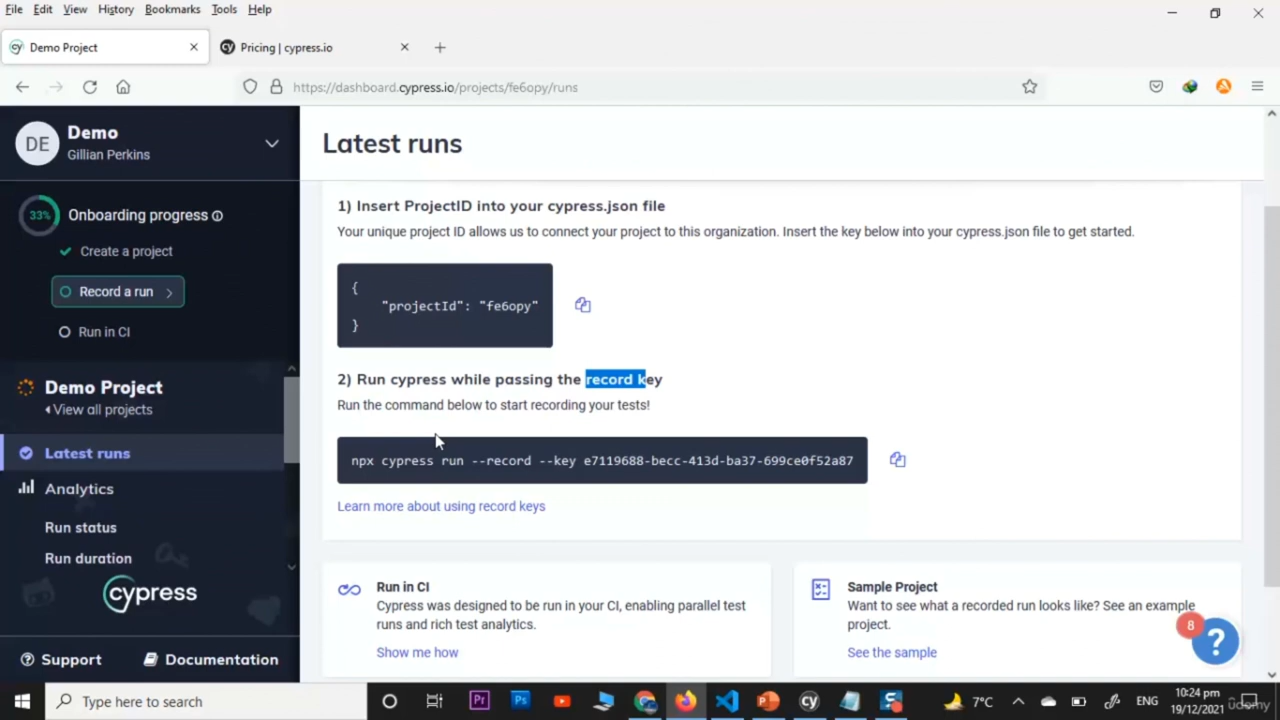 File Edit View History Bookmarks Tools Help
Demo Project
Pricing | cypress.io
https://dashboard.cypress.io/projects/fe6opy/runs
DE
Demo
Gillian Perkins
33%
Onboarding progress
Create a project
Record a run
Run in CI
Demo Project
View all projects
Latest runs
Analytics
Run status
Run duration
cypress
Support
Documentation
Latest runs
1) Insert ProjectID into your cypress.json file
Your unique project ID allows us to connect your project to this organization. Insert the key below into your cypress.json file to get started.
{
"projectId": "fe6opy"
}
2) Run cypress while passing the record key
Run the command below to start recording your tests!
npx cypress run --record --key e7119688-becc-413d-ba37-699ce0f52a87
Learn more about using record keys
Run in CI
Cypress was designed to be run in your CI, enabling parallel test
runs and rich test analytics.
Show me how
Sample Project
Want to see what a recorded run looks like? See an example
project.
See the sample
8
?
Type here to search
Pr
Ps
cy
7°C
ENG
10:24 pm
19/12/2021
udemy